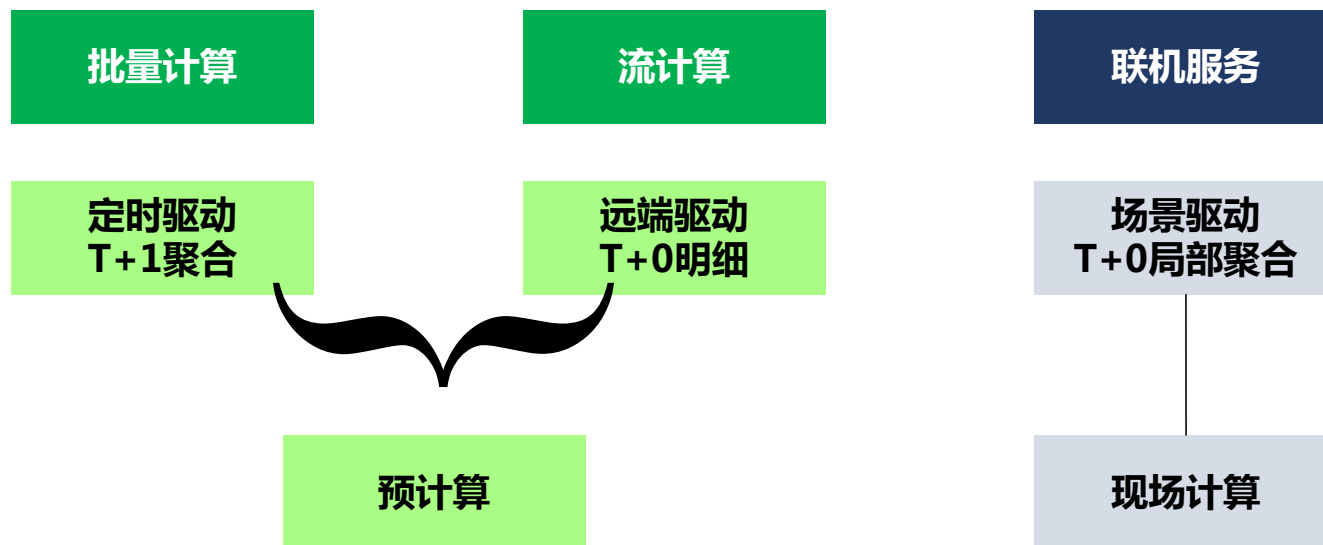 批量计算
流计算
联机服务
定时驱动
T+1聚合
远端驱动
T+0明细
场景驱动
T+0局部聚合
预计算
现场计算